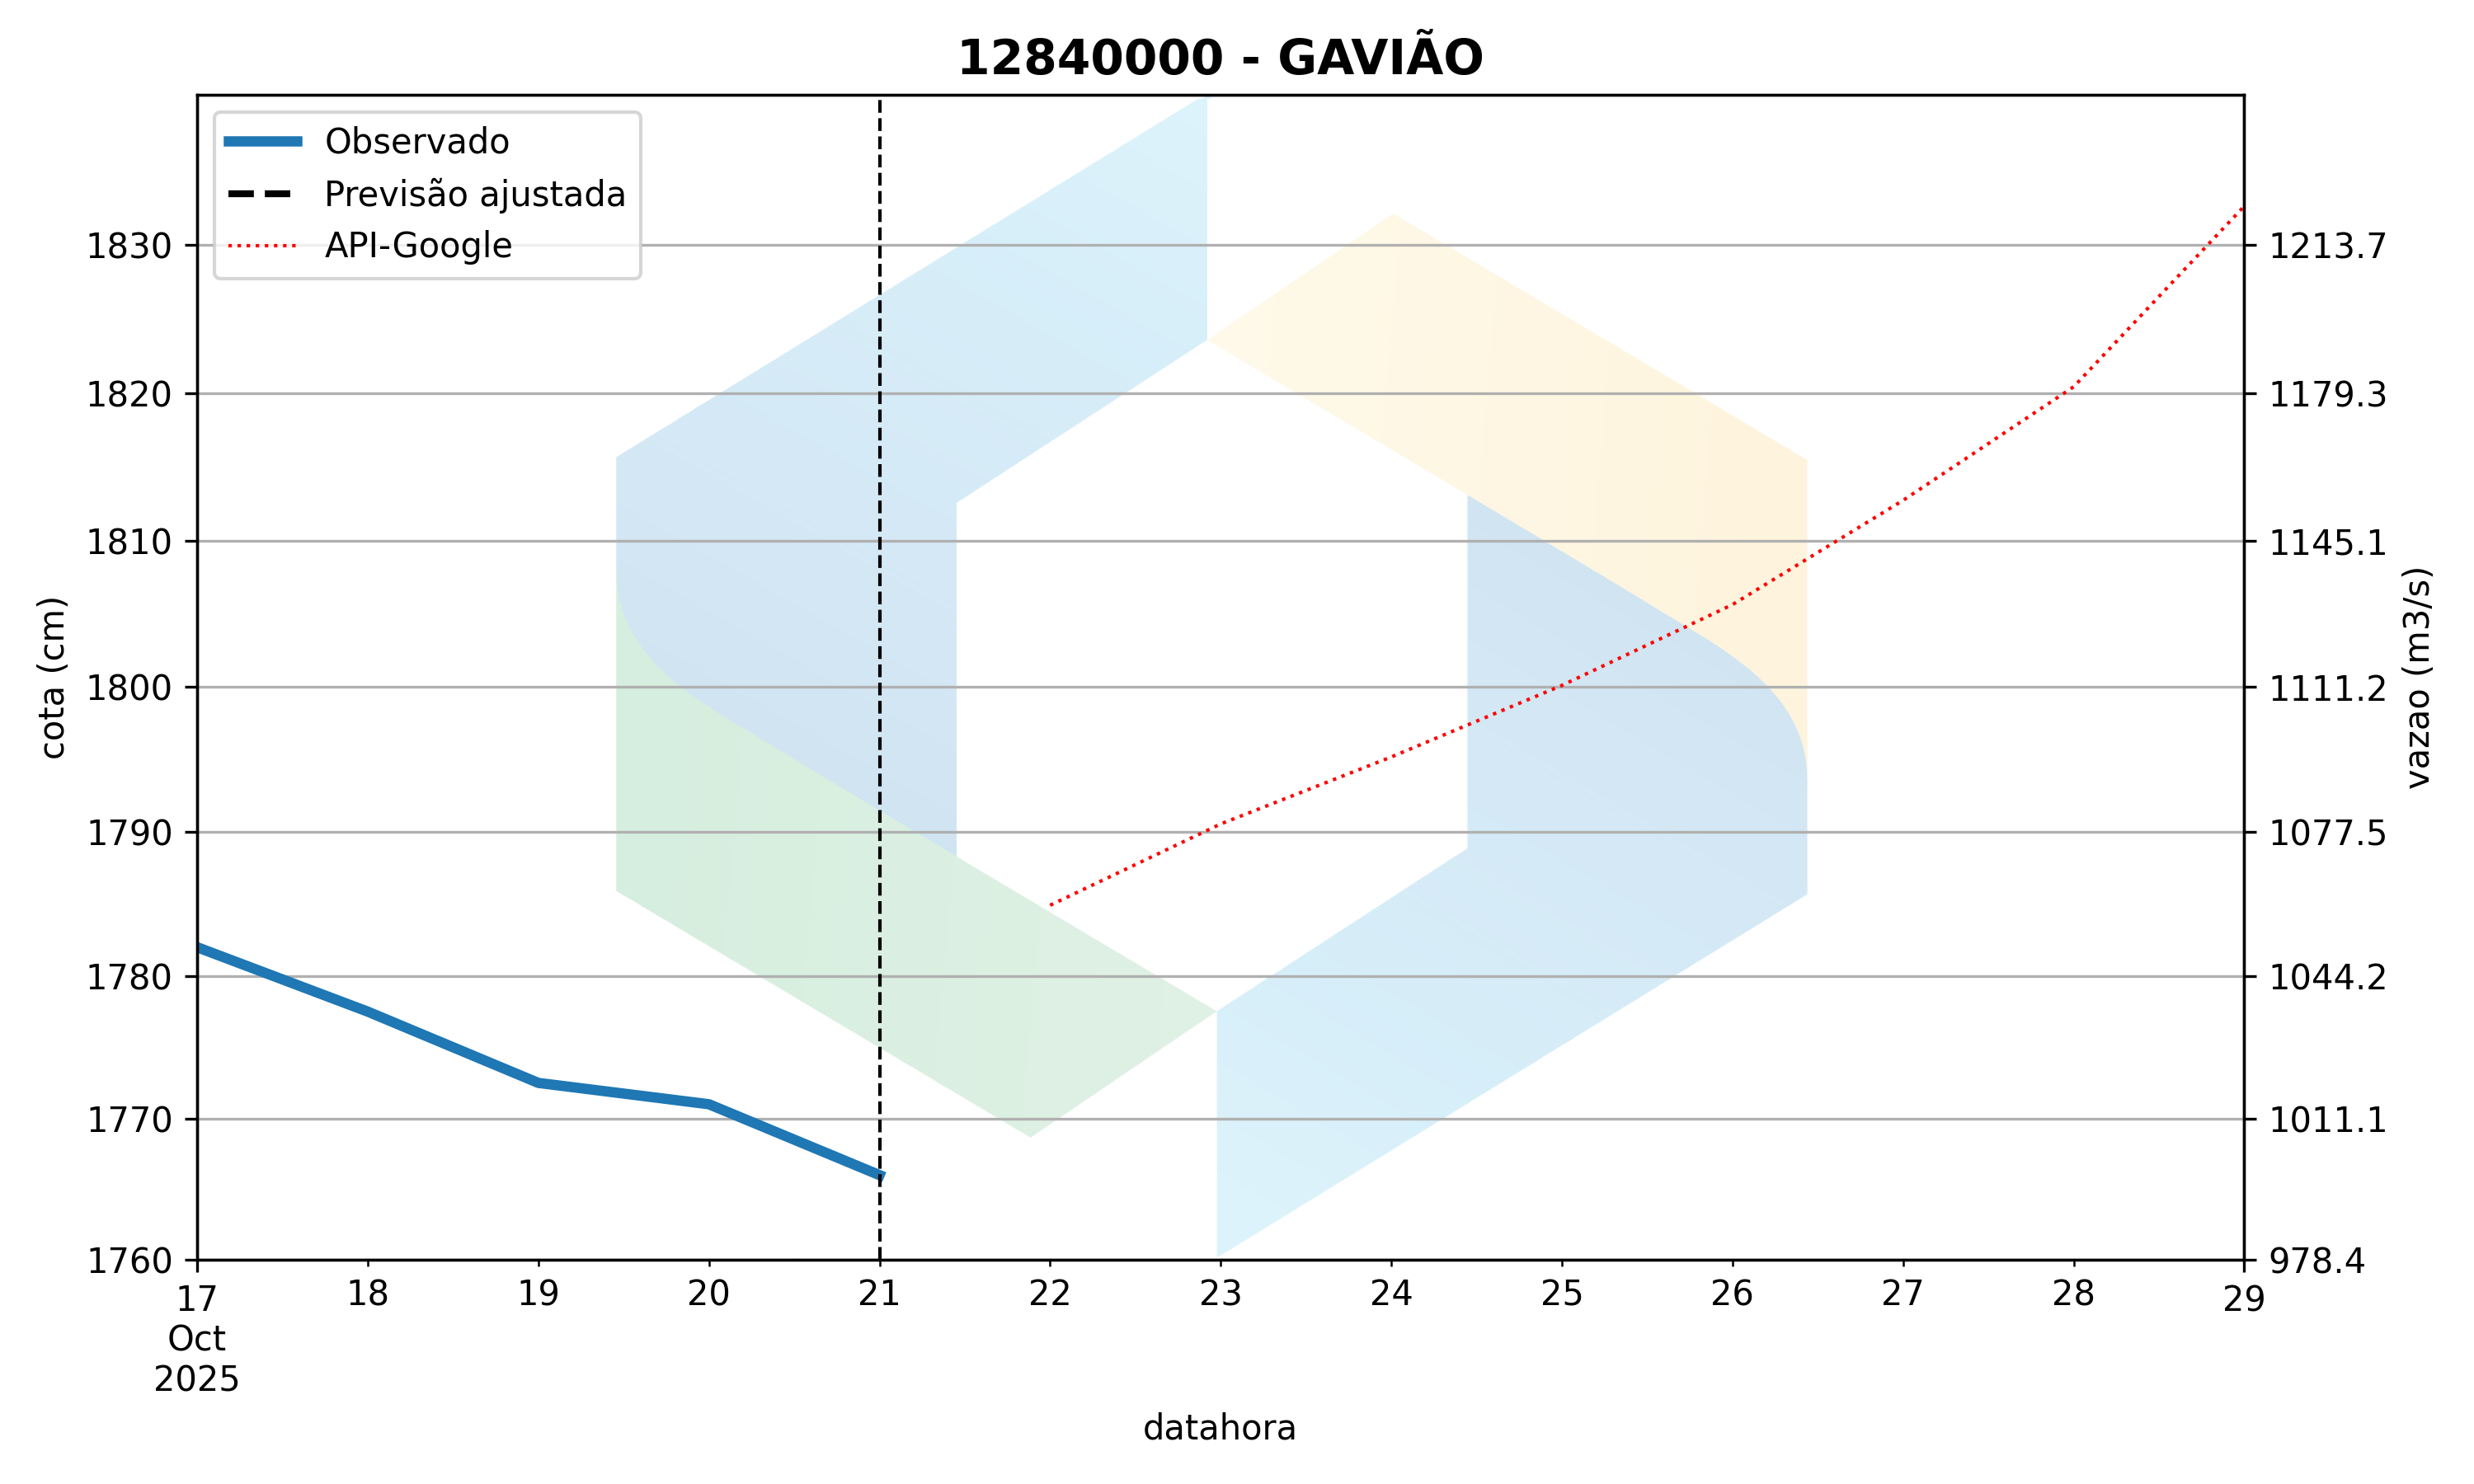 12840000 - GAVIÃO
Observado
Previsão ajustada
API-Google
cota (cm)
1830
1820
1810
1800
1790
1780
1770
1760
1213.7
1179.3
1145.1
1111.2
1077.5
1044.2
1011.1
978.4
vazao (m3/s)
17 18 19 20 21 22 23 24 25 26 27 28 29
Oct
2025
datahora